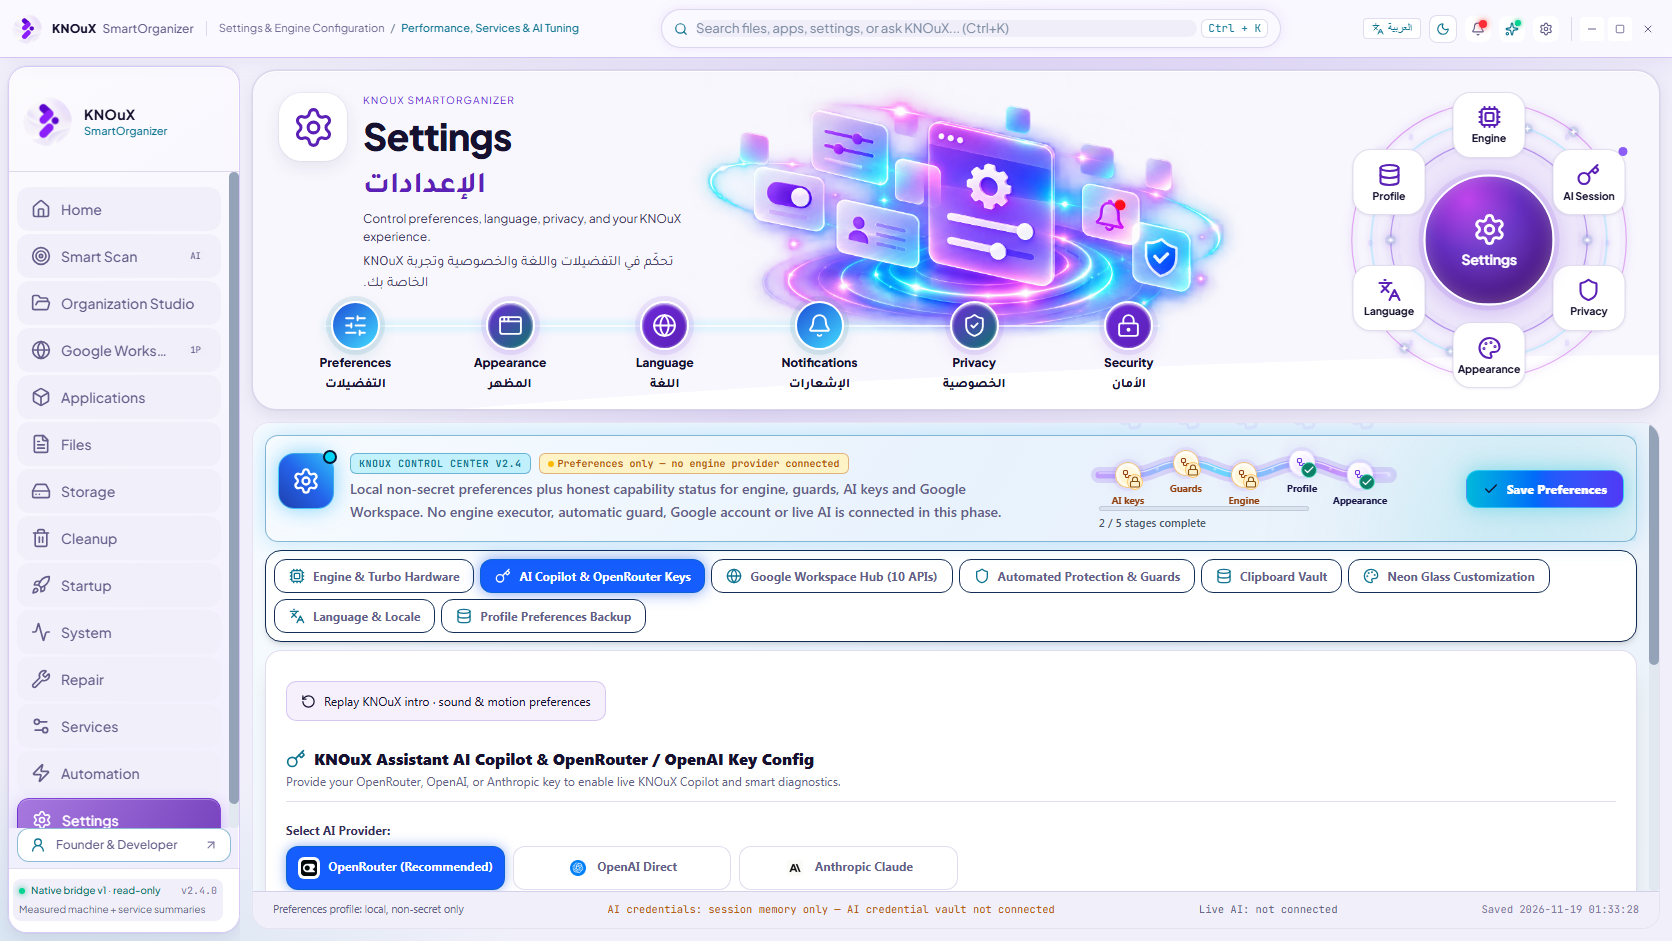 KNOuX SmartOrganizer
Settings & Engine Configuration / Performance, Services & AI Tuning
Search files, apps, settings, or ask KNOuX... (Ctrl+K)
Ctrl + K
العربية
KNOuX
SmartOrganizer
Home
Smart Scan AI
Organization Studio
Google Works... 1P
Applications
Files
Storage
Cleanup
Startup
System
Repair
Services
Automation
Settings
Founder & Developer
Native bridge v1 · read-only v2.4.0
Measured machine + service summaries
KNOUX SMARTORGANIZER
Settings
الإعدادات
Control preferences, language, privacy, and your KNOuX
experience.
تحكّم في التفضيلات واللغة والخصوصية وتجربة KNOuX
الخاصة بك.
Preferences
التفضيلات
Appearance
المظهر
Language
اللغة
Notifications
الإشعارات
Privacy
الخصوصية
Security
الأمان
Engine
Profile
AI Session
Settings
Language
Privacy
Appearance
KNOUX CONTROL CENTER V2.4
Preferences only — no engine provider connected
Local non-secret preferences plus honest capability status for engine, guards, AI keys and Google
Workspace. No engine executor, automatic guard, Google account or live AI is connected in this phase.
AI keys
Guards
Engine
Profile
Appearance
2 / 5 stages complete
Save Preferences
Engine & Turbo Hardware
AI Copilot & OpenRouter Keys
Google Workspace Hub (10 APIs)
Automated Protection & Guards
Clipboard Vault
Neon Glass Customization
Language & Locale
Profile Preferences Backup
Replay KNOuX intro · sound & motion preferences
KNOuX Assistant AI Copilot & OpenRouter / OpenAI Key Config
Provide your OpenRouter, OpenAI, or Anthropic key to enable live KNOuX Copilot and smart diagnostics.
Select AI Provider:
OpenRouter (Recommended)
OpenAI Direct
Anthropic Claude
Preferences profile: local, non-secret only
AI credentials: session memory only — AI credential vault not connected
Live AI: not connected
Saved 2026-11-19 01:33:28